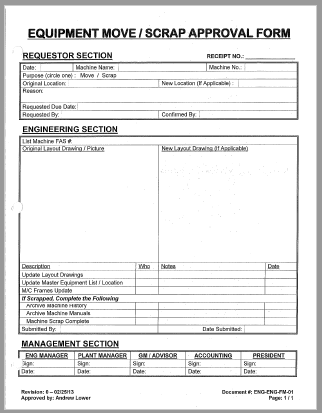 EQUIPMENT MOVE / SCRAP APPROVAL FORM
REQUESTOR SECTION RECEIPT NO.:
Date: Machine Name: Machine No.:
Purpose (circle one) : Move / Scrap
Original Location: New Location (If Applicable) :
Reason:
Requested Due Date:
Requested By: Confirmed By:
ENGINEERING SECTION
List Machine FAS #:
Original Layout Drawing / Picture New Layout Drawing (If Applicable)
Description Who Notes Date
Update Layout Drawings
Update Master Equipment List / Location
M/C Frames Update
If Scrapped, Complete the Following
Archive Machine History
Archive Machine Manuals
Machine Scrap Complete
Submitted By: Date Submitted:
MANAGEMENT SECTION
ENG MANAGER PLANT MANAGER GM / ADVISOR ACCOUNTING PRESIDENT
Sign: Sign: Sign: Sign: Sign:
Date: Date: Date: Date: Date:
Revision: 0 – 02/25/13 Document #: ENG-ENG-FM-01
Approved by: Andrew Lower Page: 1 / 1